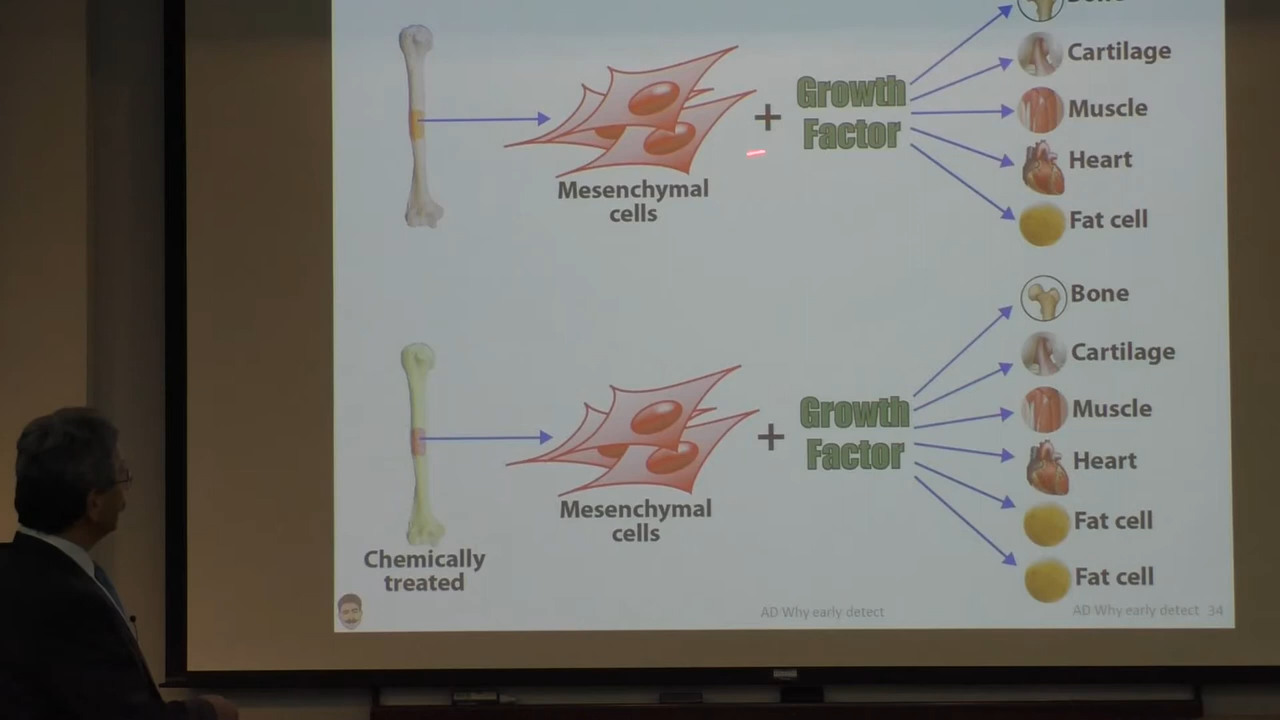 Bone
Cartilage
Growth
Factor
+
Muscle
Heart
Mesenchymal
cells
Fat cell
Bone
Cartilage
Growth
Factor
+
Muscle
Heart
Mesenchymal
cells
Fat cell
Chemically
treated
Fat cell
AD Why early detect
AD Why early detect 34